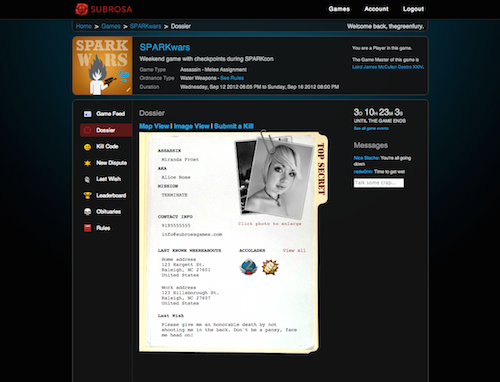 SUBROSA
Games Account Logout
Home > Games > SPARKwars > Dossier
Welcome back, thegreenfury.
SPARK
WARS
SPARKwars
Weekend game with checkpoints during SPARKcon
Game Type Assassin - Melee Assignment
Ordnance Type Water Weapons - See Rules
Duration Wednesday, Sep 12 2012 08:05 PM to Sunday, Sep 16 2012 08:00 PM
You are a Player in this game.
The Game Master of this game is
Laird James McCullen Destro XXIV.
Game Feed
Dossier
Kill Code
New Dispute
Last Wish
Leaderboard
Obituaries
Rules
Dossier
Map View | Image View | Submit a Kill
ASSASSIN
Miranda Frost
AKA
Alice Nome
MISSION
TERMINATE
CONTACT INFO
9195555555
info@subrosagames.com
TOP SECRET
Click photo to enlarge
LAST KNOWN WHEREABOUTS
Home address
123 Hargett St.
Raleigh, NC 27601
United States
Work address
123 Hillsborough St.
Raleigh, NC 27607
United States
ACCOLADES View all
Last Wish
Please give me an honorable death by not
shooting me in the back. Don't be a pansy, face
me head on!
3D 10H 23M 3S
UNTIL THE GAME ENDS
See all game events
Messages
You're all going
down
Time to get wet
Talk some crap...